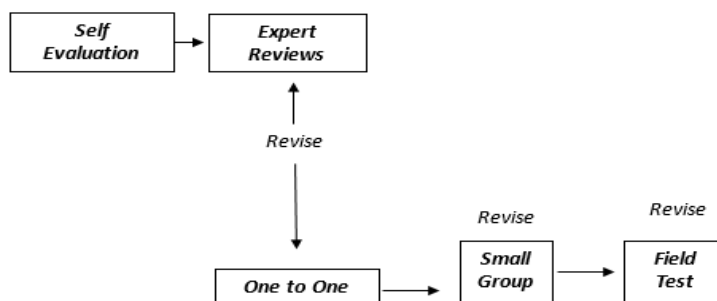 Self
Evaluation
Expert
Reviews
Revise
Revise
Revise
One to One
Small
Group
Field
Test